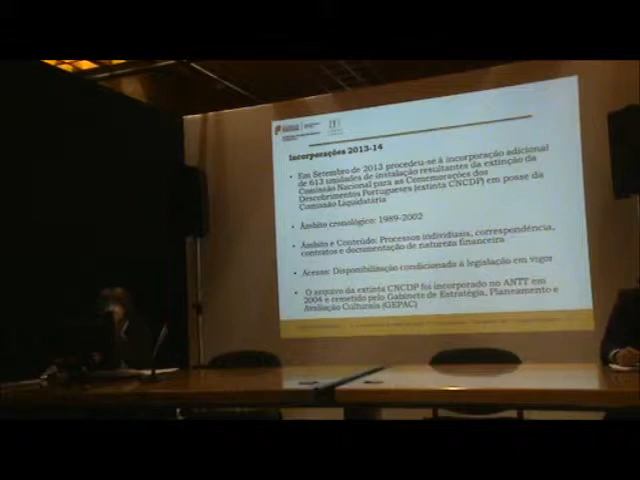 Incorporações 2013-14
• Em Setembro de 2013 procedeu-se à incorporação adicional
de 613 unidades de instalação resultantes da extinção da
Comissão Nacional para as Comemorações dos
Descobrimentos Portugueses (extinta CNCDP) em posse da
Comissão Liquidatária
• Âmbito cronológico: 1989-2002
• Âmbito e Conteúdo: Processos individuais, correspondência,
contratos e documentação de natureza financeira
• Acesso: Disponibilização condicionada à legislação em vigor
• O arquivo da extinta CNCDP foi incorporado no ANTT em
2004 e remetido pelo Gabinete de Estratégia, Planeamento e
Avaliação Culturais (GEPAC)